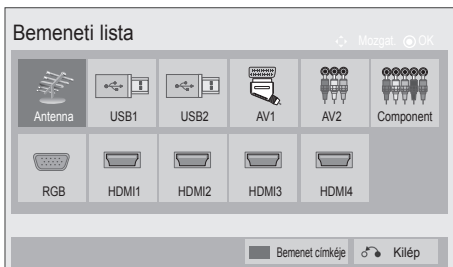 Bemeneti lista
Mozgat. OK
Antenna USB1 USB2 AV1 AV2 Component
RGB HDMI1 HDMI2 HDMI3 HDMI4
Bemenet címkéje Kilép